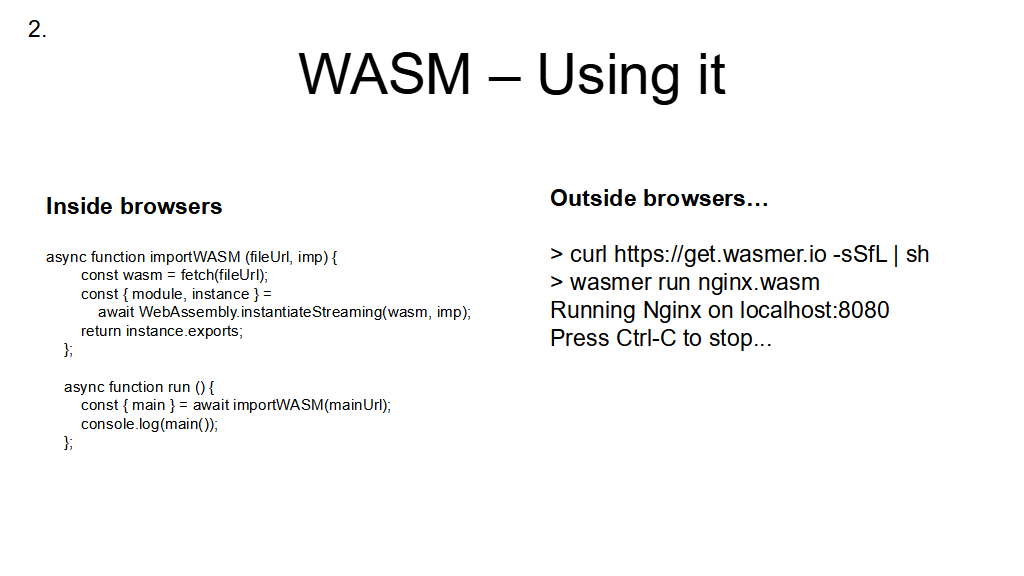 2.
WASM – Using it
Inside browsers
async function importWASM (fileUrl, imp) {
const wasm = fetch(fileUrl);
const { module, instance } =
await WebAssembly.instantiateStreaming(wasm, imp);
return instance.exports;
};
async function run () {
const { main } = await importWASM(mainUrl);
console.log(main());
};
Outside browsers…
> curl https://get.wasmer.io -sSfL | sh
> wasmer run nginx.wasm
Running Nginx on localhost:8080
Press Ctrl-C to stop...